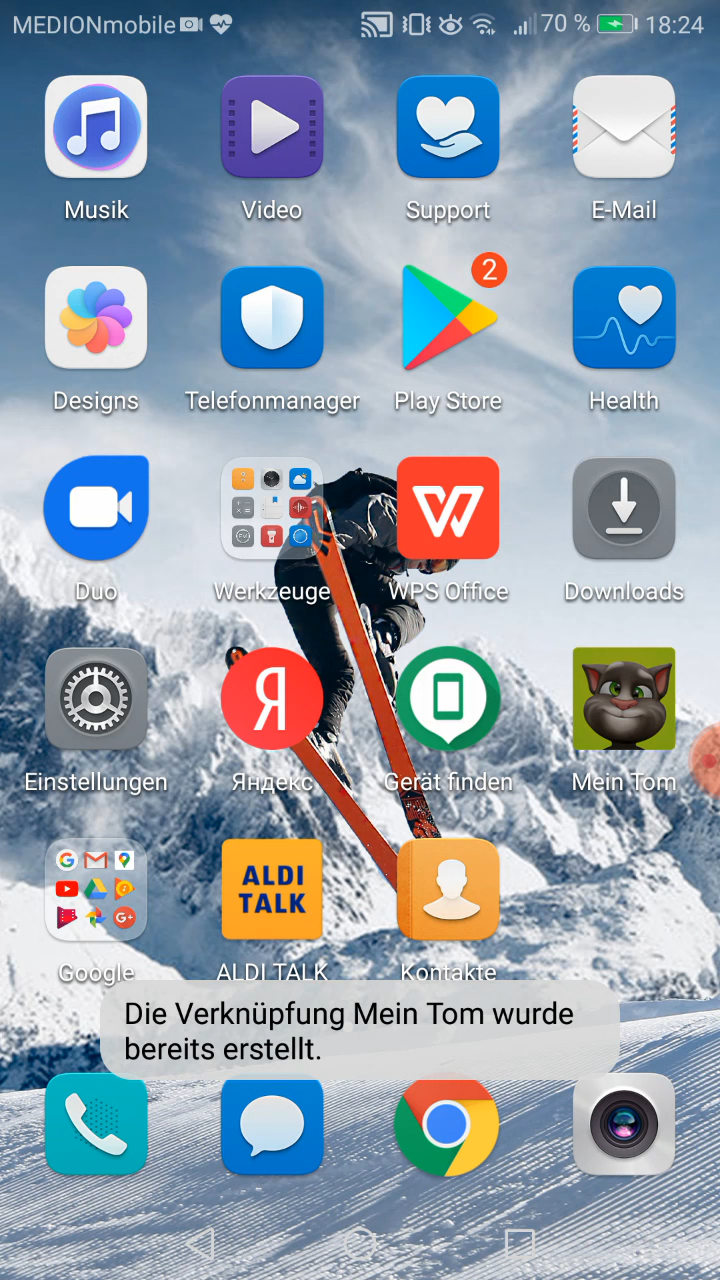 MEDIONmobile 70 % 18:24
Musik Video Support E-Mail
2
Designs Telefonmanager Play Store Health
Duo Werkzeuge WPS Office Downloads
Я
Einstellungen Яндекс Gerät finden Mein Tom
ALDI
TALK
Google ALDI TALK Kontakte
Die Verknüpfung Mein Tom wurde
bereits erstellt.